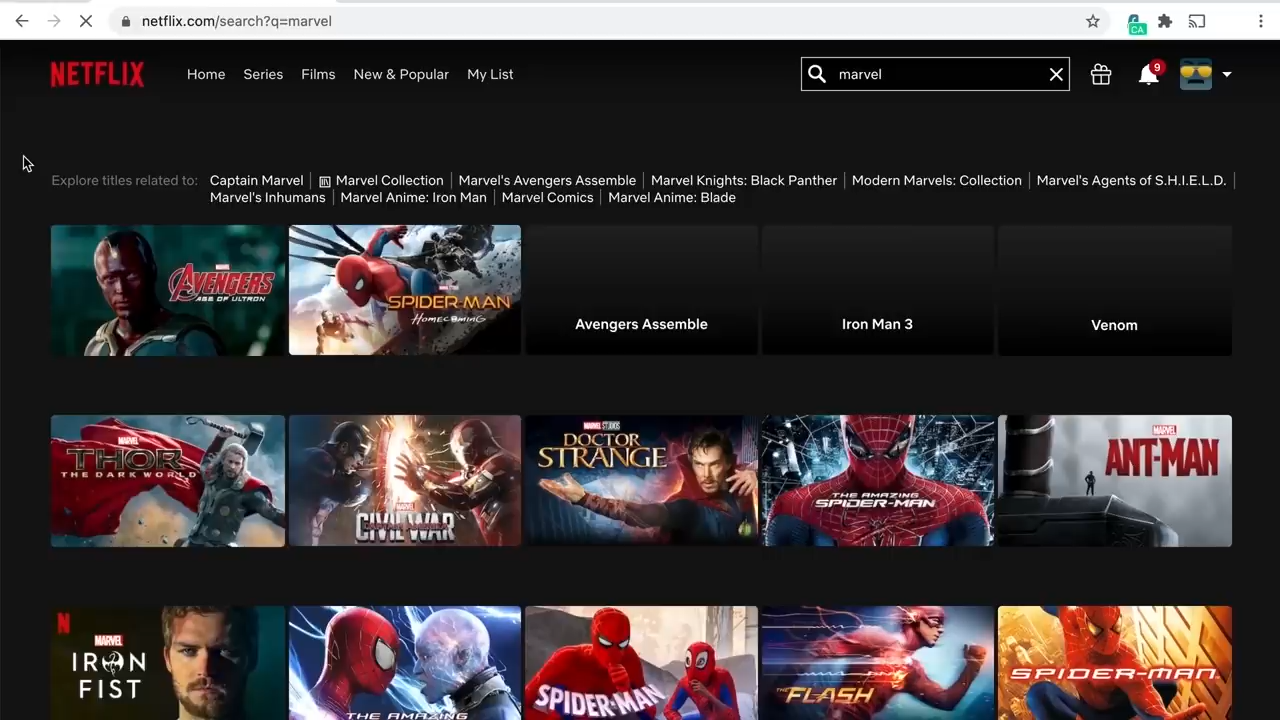 netflix.com/search?q=marvel
CA
NETFLIX
Home Series Films New & Popular My List
marvel
9
Explore titles related to: Captain Marvel | Marvel Collection | Marvel's Avengers Assemble | Marvel Knights: Black Panther | Modern Marvels: Collection | Marvel's Agents of S.H.I.E.L.D. |
Marvel's Inhumans | Marvel Anime: Iron Man | Marvel Comics | Marvel Anime: Blade
MARVEL
AVENGERS
AGE OF ULTRON
SPIDER-MAN
HOMECOMING
Avengers Assemble
Iron Man 3
Venom
MARVEL
THOR
THE DARK WORLD
MARVEL
CAPTAIN AMERICA
CIVIL WAR
MARVEL STUDIOS
DOCTOR
STRANGE
THE AMAZING
SPIDER-MAN
MARVEL
ANT-MAN
N
MARVEL
IRON
FIST
THE AMAZING
SPIDER-MAN
THE FLASH
SPIDER-MAN